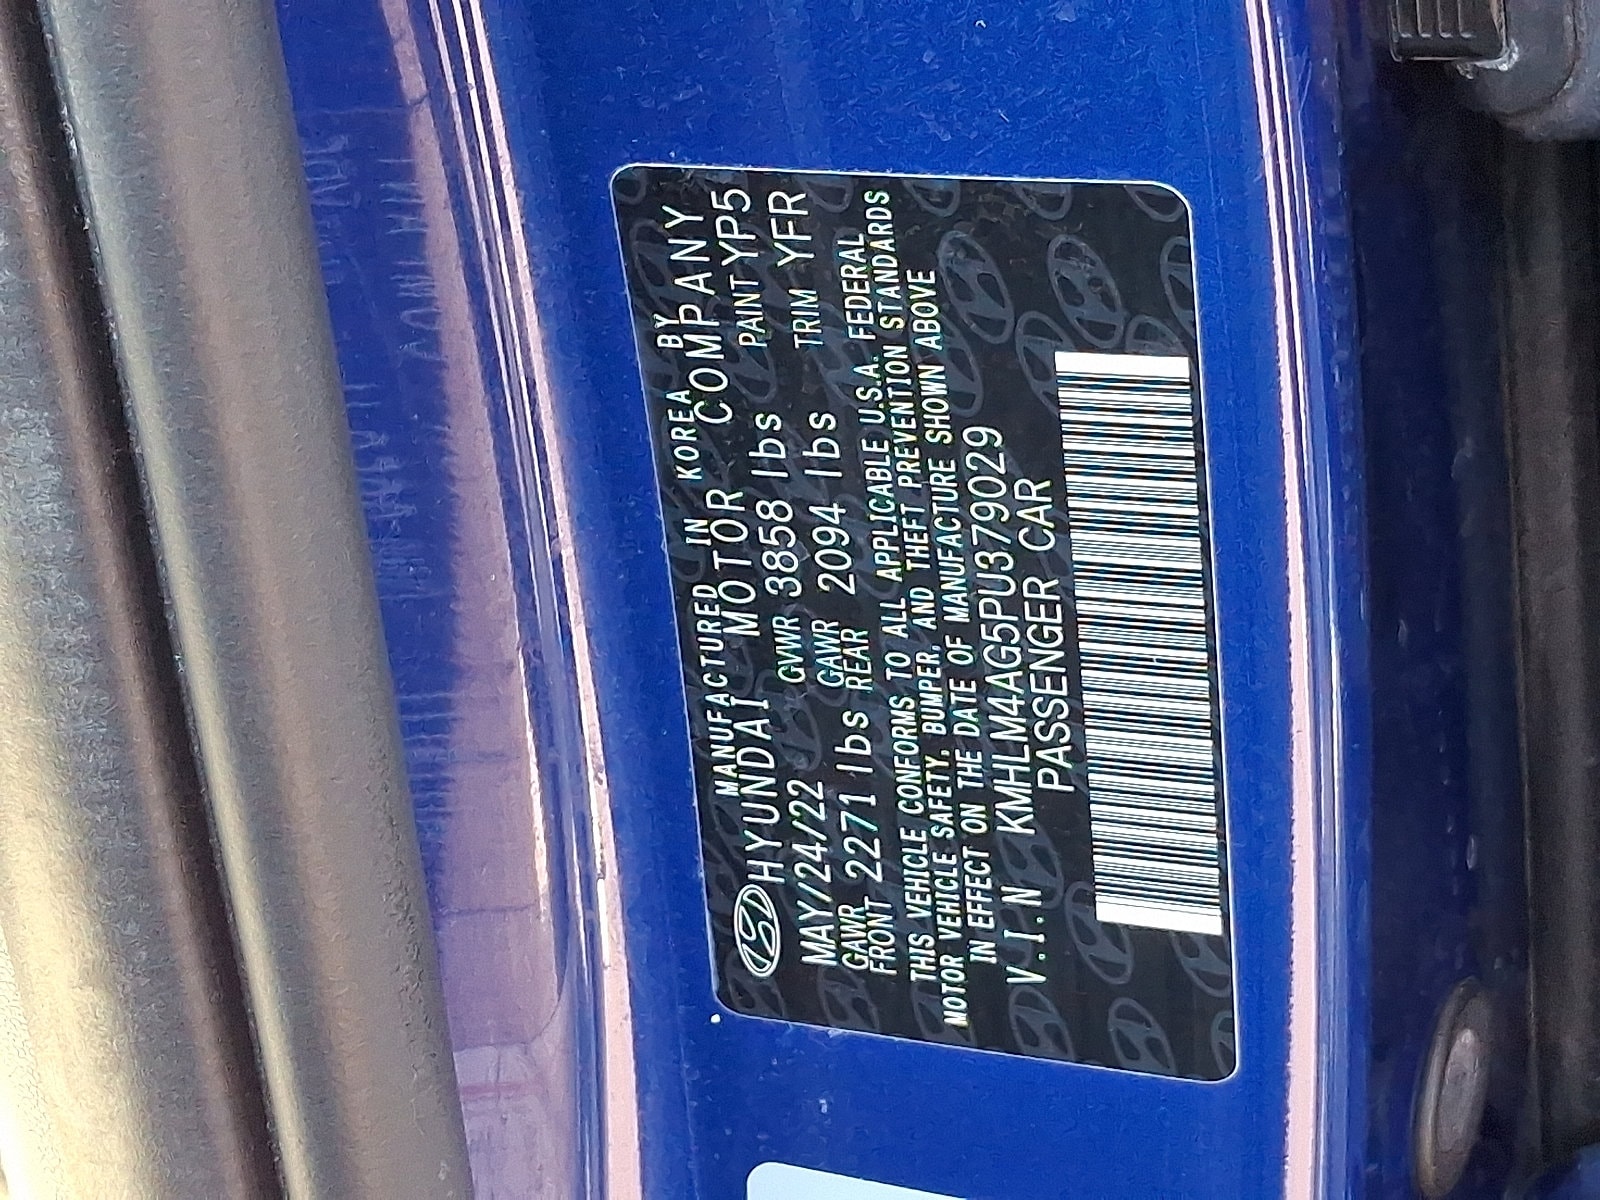 MANUFACTURED IN KOREA BY
HYUNDAI MOTOR COMPANY
MAY/24/22 GVWR 3858 lbs PAINT YP5
GAWR FRONT 2271 lbs GAWR REAR 2094 lbs TRIM YFR
THIS VEHICLE CONFORMS TO ALL APPLICABLE U.S.A. FEDERAL
MOTOR VEHICLE SAFETY, BUMPER, AND THEFT PREVENTION STANDARDS
IN EFFECT ON THE DATE OF MANUFACTURE SHOWN ABOVE
V.I.N KMHLM4AG5PU379029
PASSENGER CAR